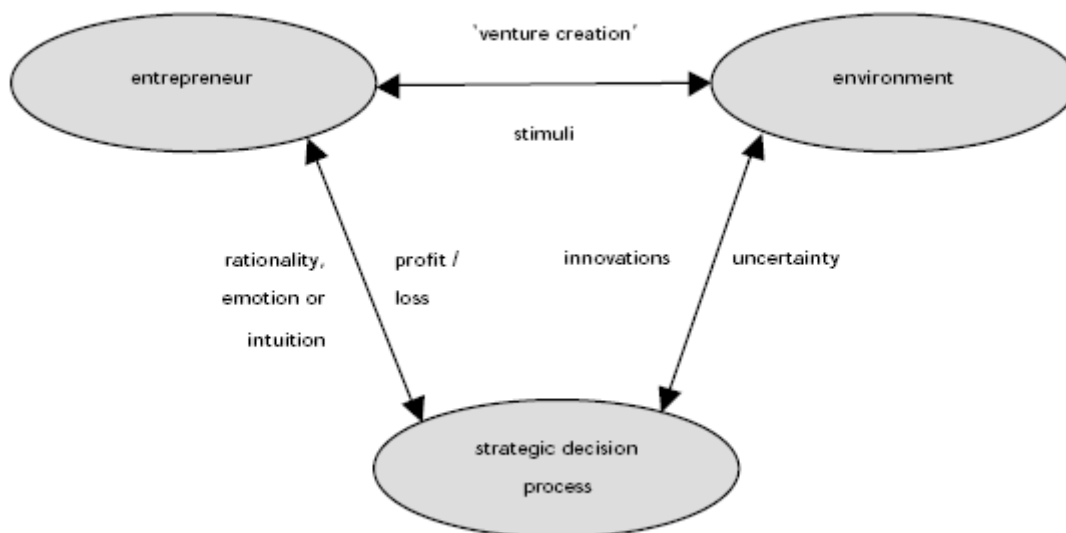 'venture creation'
entrepreneur
environment
stimuli
rationality,
emotion or
intuition
profit /
loss
innovations
uncertainty
strategic decision
process